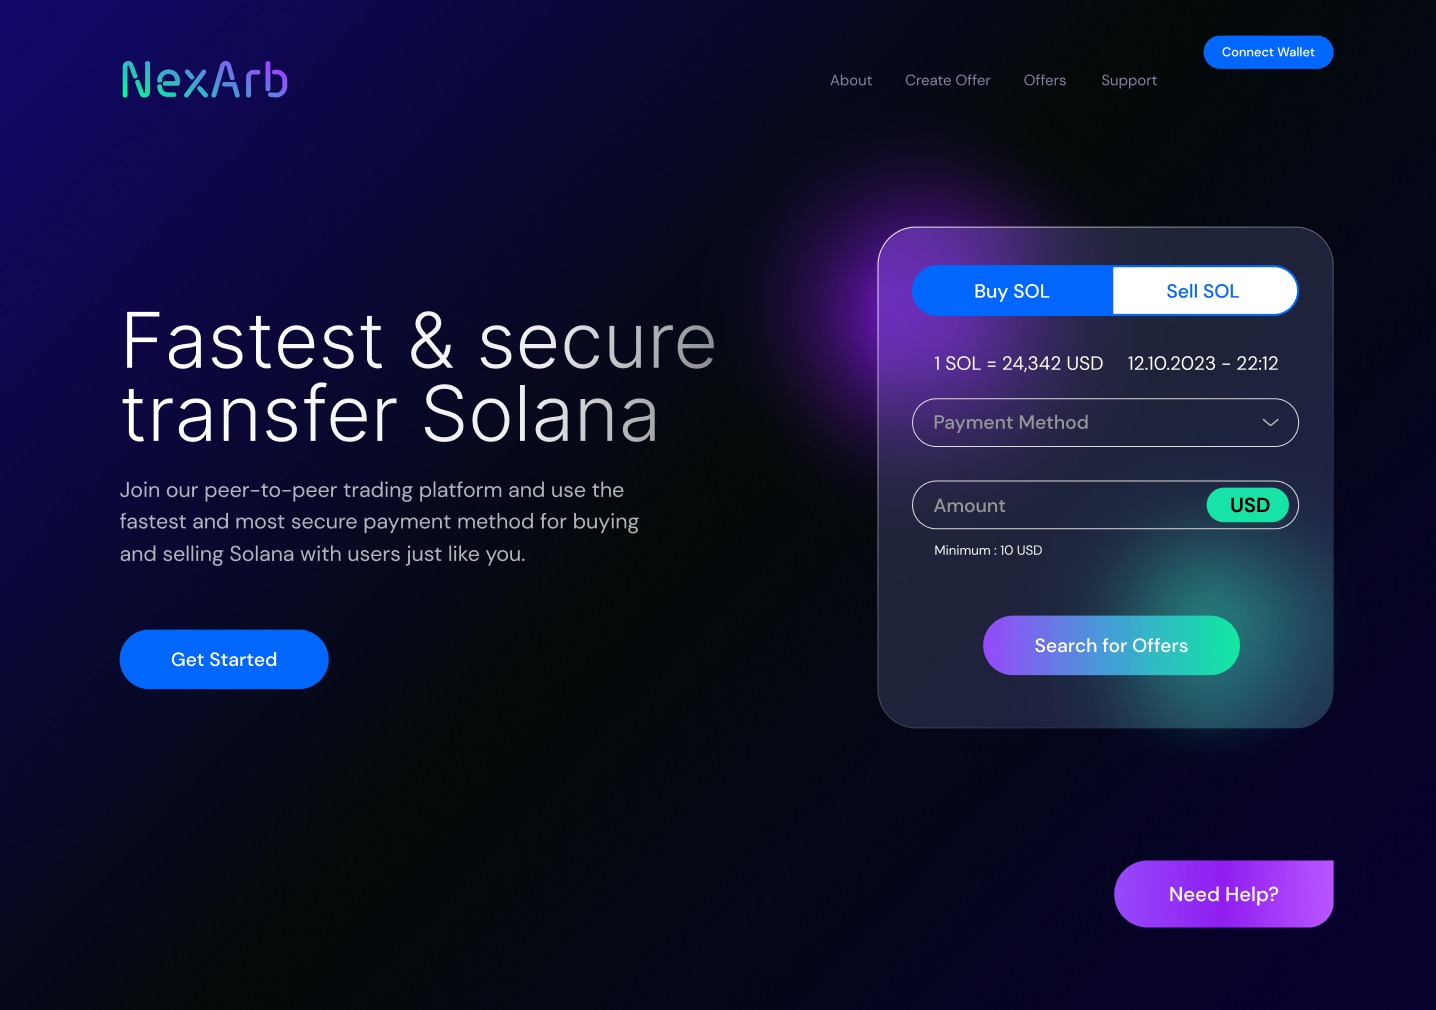 NexArb
About Create Offer Offers Support
Connect Wallet
Fastest & secure
transfer Solana
Join our peer-to-peer trading platform and use the
fastest and most secure payment method for buying
and selling Solana with users just like you.
Get Started
Buy SOL Sell SOL
1 SOL = 24,342 USD 12.10.2023 - 22:12
Payment Method
Amount USD
Minimum : 10 USD
Search for Offers
Need Help?